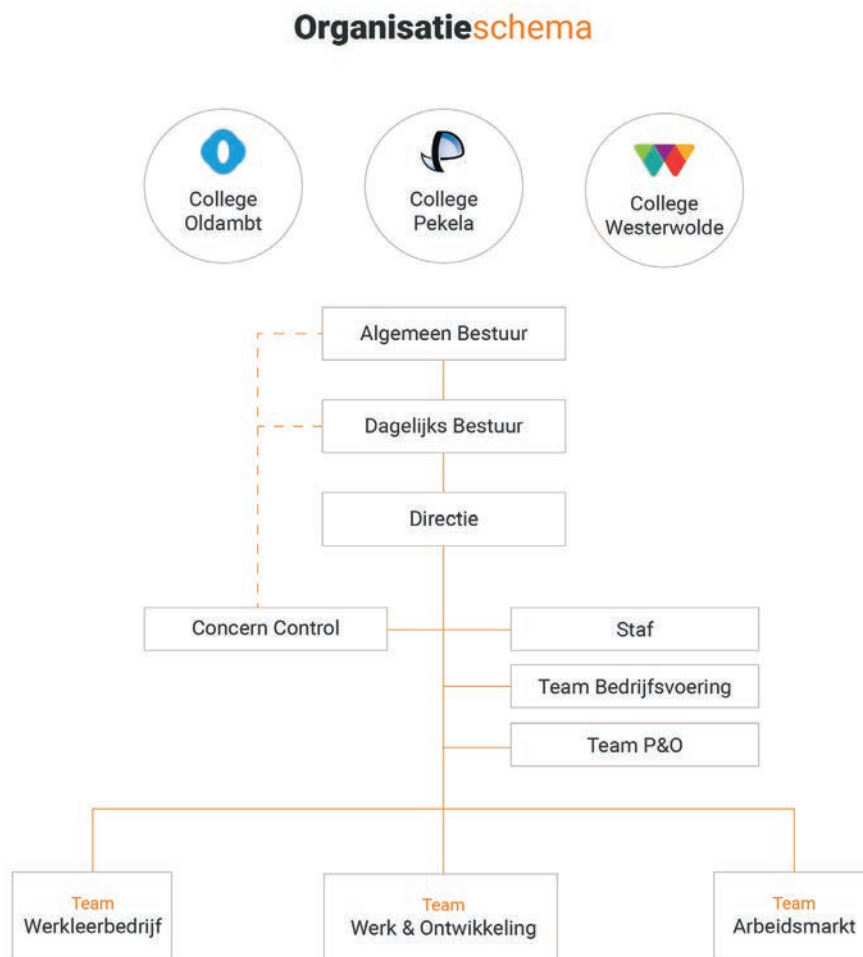 Organisatieschema
College
Oldambt
College
Pekela
College
Westerwolde
Algemeen Bestuur
Dagelijks Bestuur
Directie
Concern Control
Staf
Team Bedrijfsvoering
Team P&O
Team
Werkleerbedrijf
Team
Werk & Ontwikkeling
Team
Arbeidsmarkt